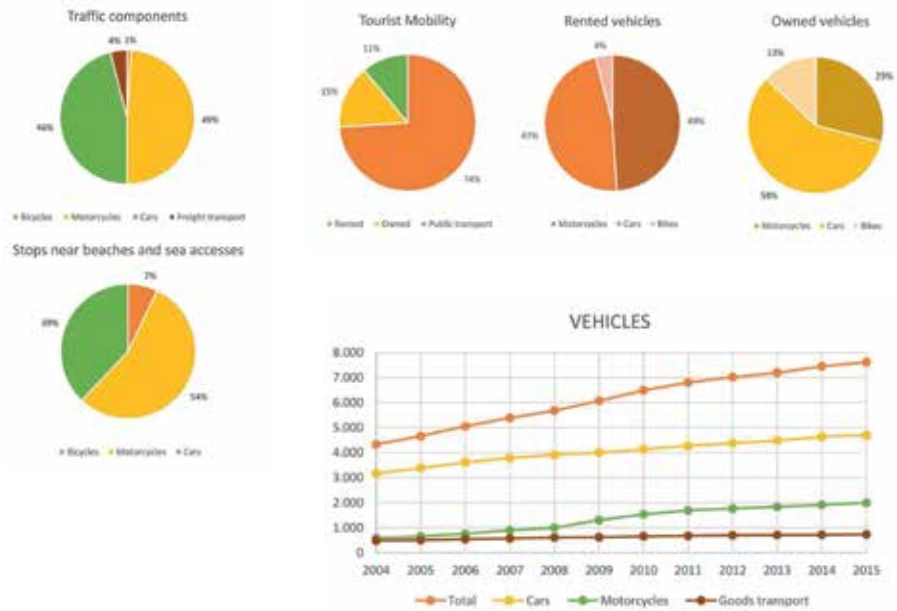 Traffic components
4% 1%
46%
49%
Bicycles Motorcycles Cars Freight transport
Tourist Mobility
11%
15%
74%
Rented Owned Public transport
Rented vehicles
4%
47%
49%
Motorcycles Cars Bikes
Owned vehicles
13%
29%
58%
Motorcycles Cars Bikes
Stops near beaches and sea accesses
7%
39%
54%
Bicycles Motorcycles Cars
VEHICLES
8.000
7.000
6.000
5.000
4.000
3.000
2.000
1.000
0
2004 2005 2006 2007 2008 2009 2010 2011 2012 2013 2014 2015
Total Cars Motorcycles Goods transport